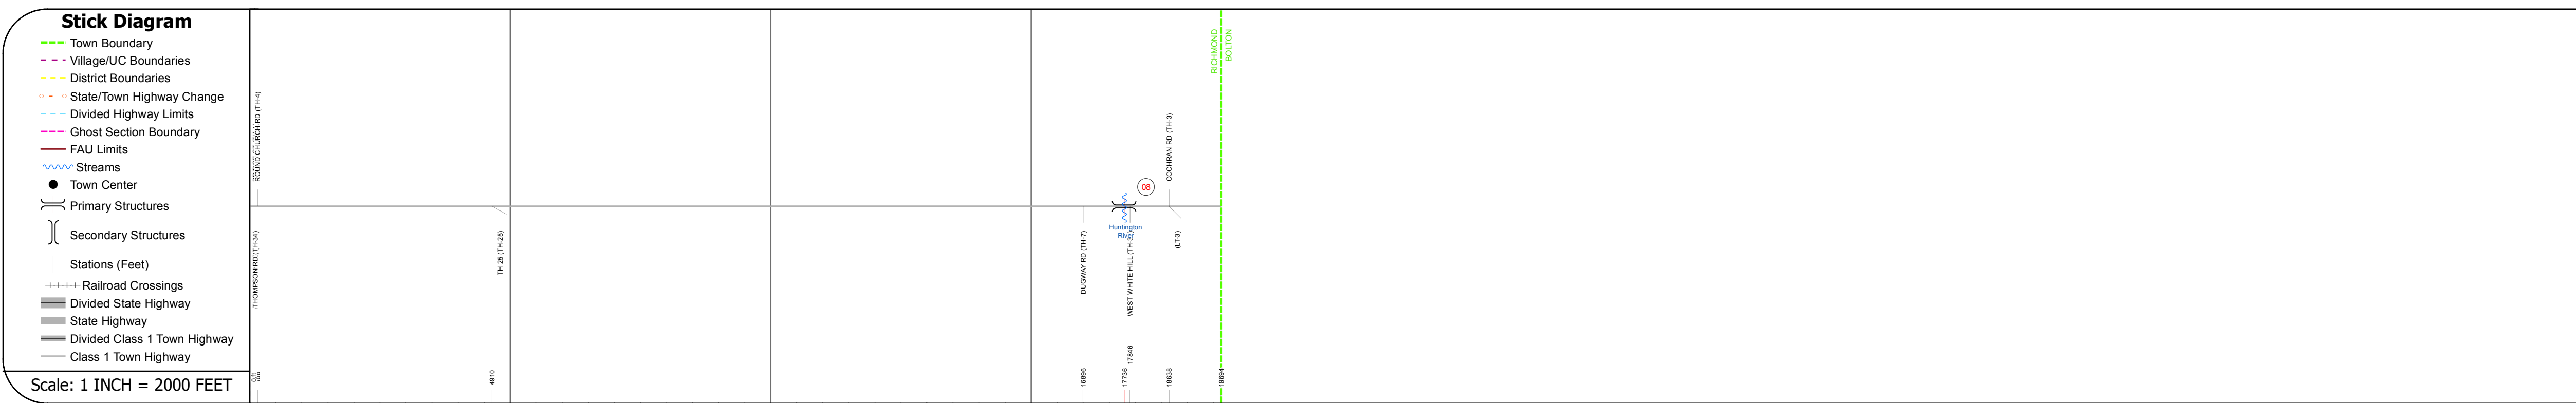 Stick Diagram
Town Boundary
Village/UC Boundaries
District Boundaries
State/Town Highway Change
Divided Highway Limits
Ghost Section Boundary
FAU Limits
Streams
Town Center
Primary Structures
Secondary Structures
Stations (Feet)
Railroad Crossings
Divided State Highway
State Highway
Divided Class 1 Town Highway
Class 1 Town Highway
Scale: 1 INCH = 2000 FEET
ROUND CHURCH RD (TH-4)
THOMPSON RD (TH-34)
0 ft
TH 25 (TH-25)
4910
DUGWAY RD (TH-7)
16896
Huntington
River
17736
08
WEST WHITE HILL
17846
COCHRAN RD (TH-3)
(LT-3)
18638
RICHMOND
BOLTON
19694